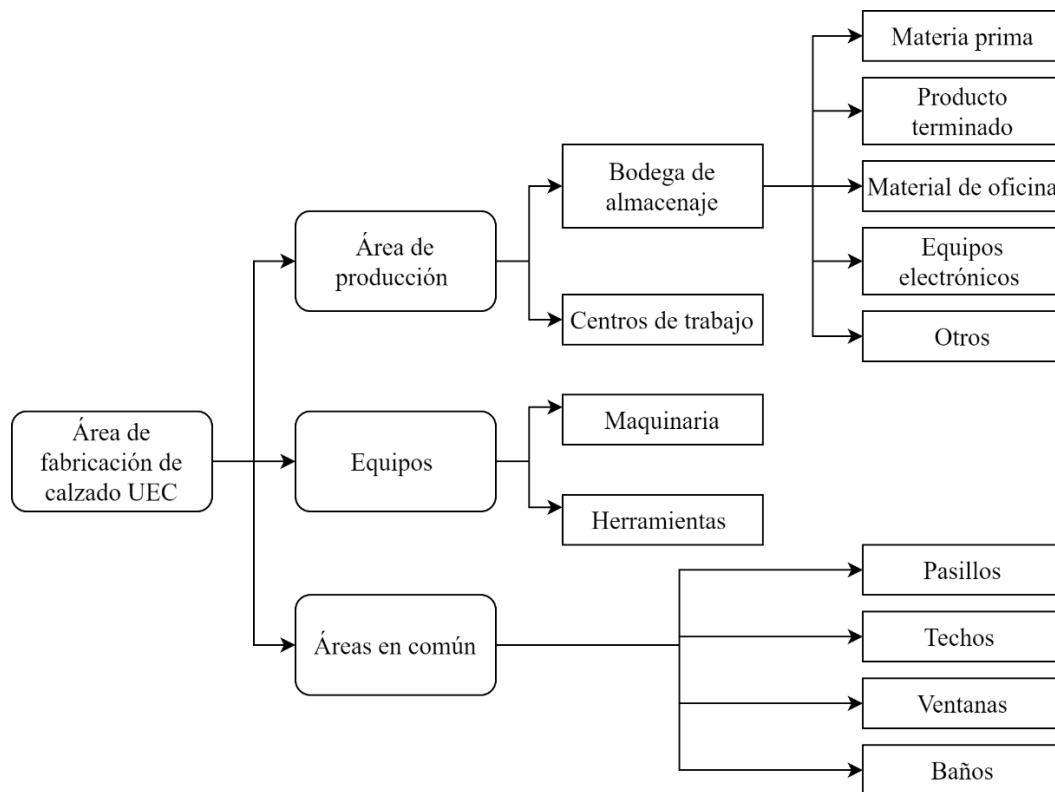 Materia prima
Producto
terminado
Bodega de
almacenaje
Material de oficina
Área de
producción
Equipos
electrónicos
Centros de trabajo
Otros
Área de
fabricación de
calzado UEC
Equipos
Maquinaria
Herramientas
Áreas en común
Pasillos
Techos
Ventanas
Baños